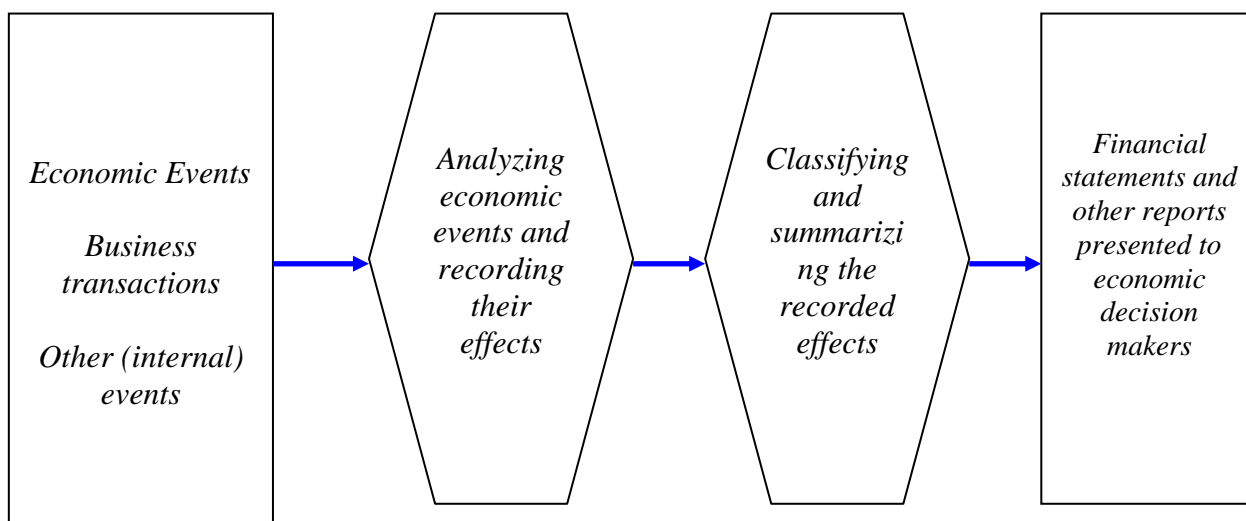 Economic Events
Business
transactions
Other (internal)
events
Analyzing
economic
events and
recording
their
effects
Classifying
and
summarizi
ng the
recorded
effects
Financial
statements and
other reports
presented to
economic
decision
makers